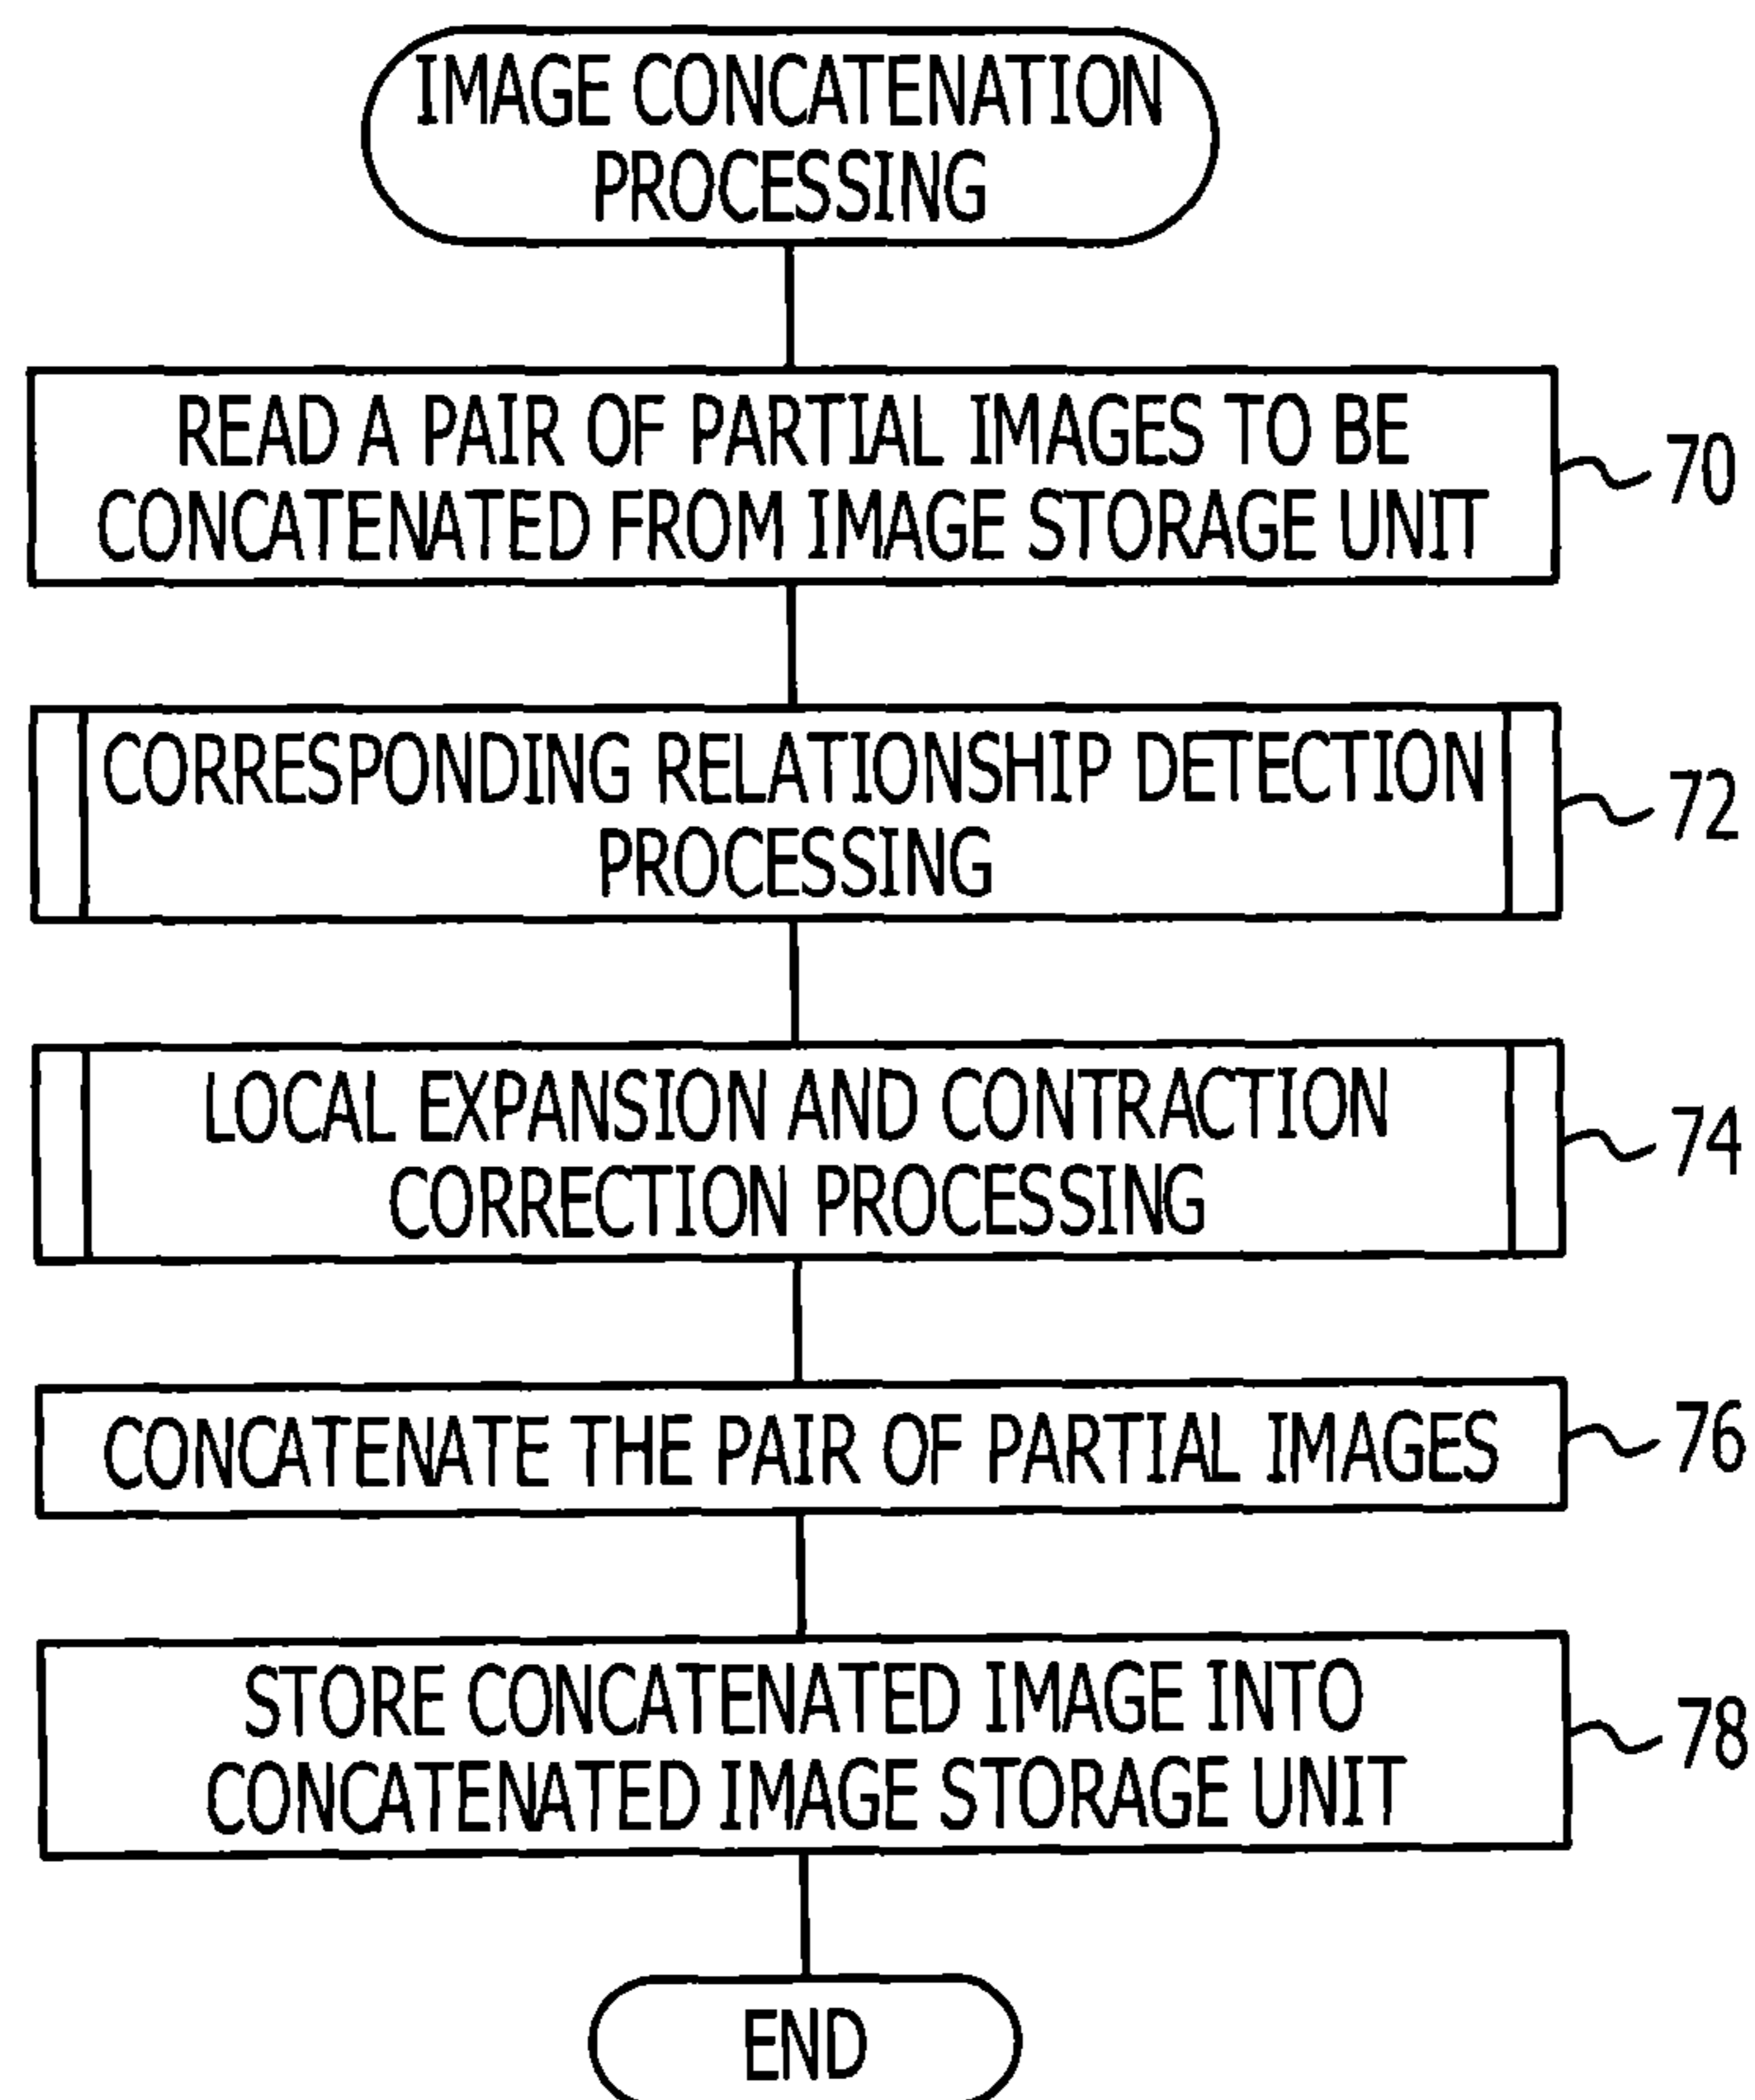 IMAGE CONCATENATION
PROCESSING
READ A PAIR OF PARTIAL IMAGES TO BE
CONCATENATED FROM IMAGE STORAGE UNIT
70
CORRESPONDING RELATIONSHIP DETECTION
PROCESSING
72
LOCAL EXPANSION AND CONTRACTION
CORRECTION PROCESSING
74
CONCATENATE THE PAIR OF PARTIAL IMAGES
76
STORE CONCATENATED IMAGE INTO
CONCATENATED IMAGE STORAGE UNIT
78
END